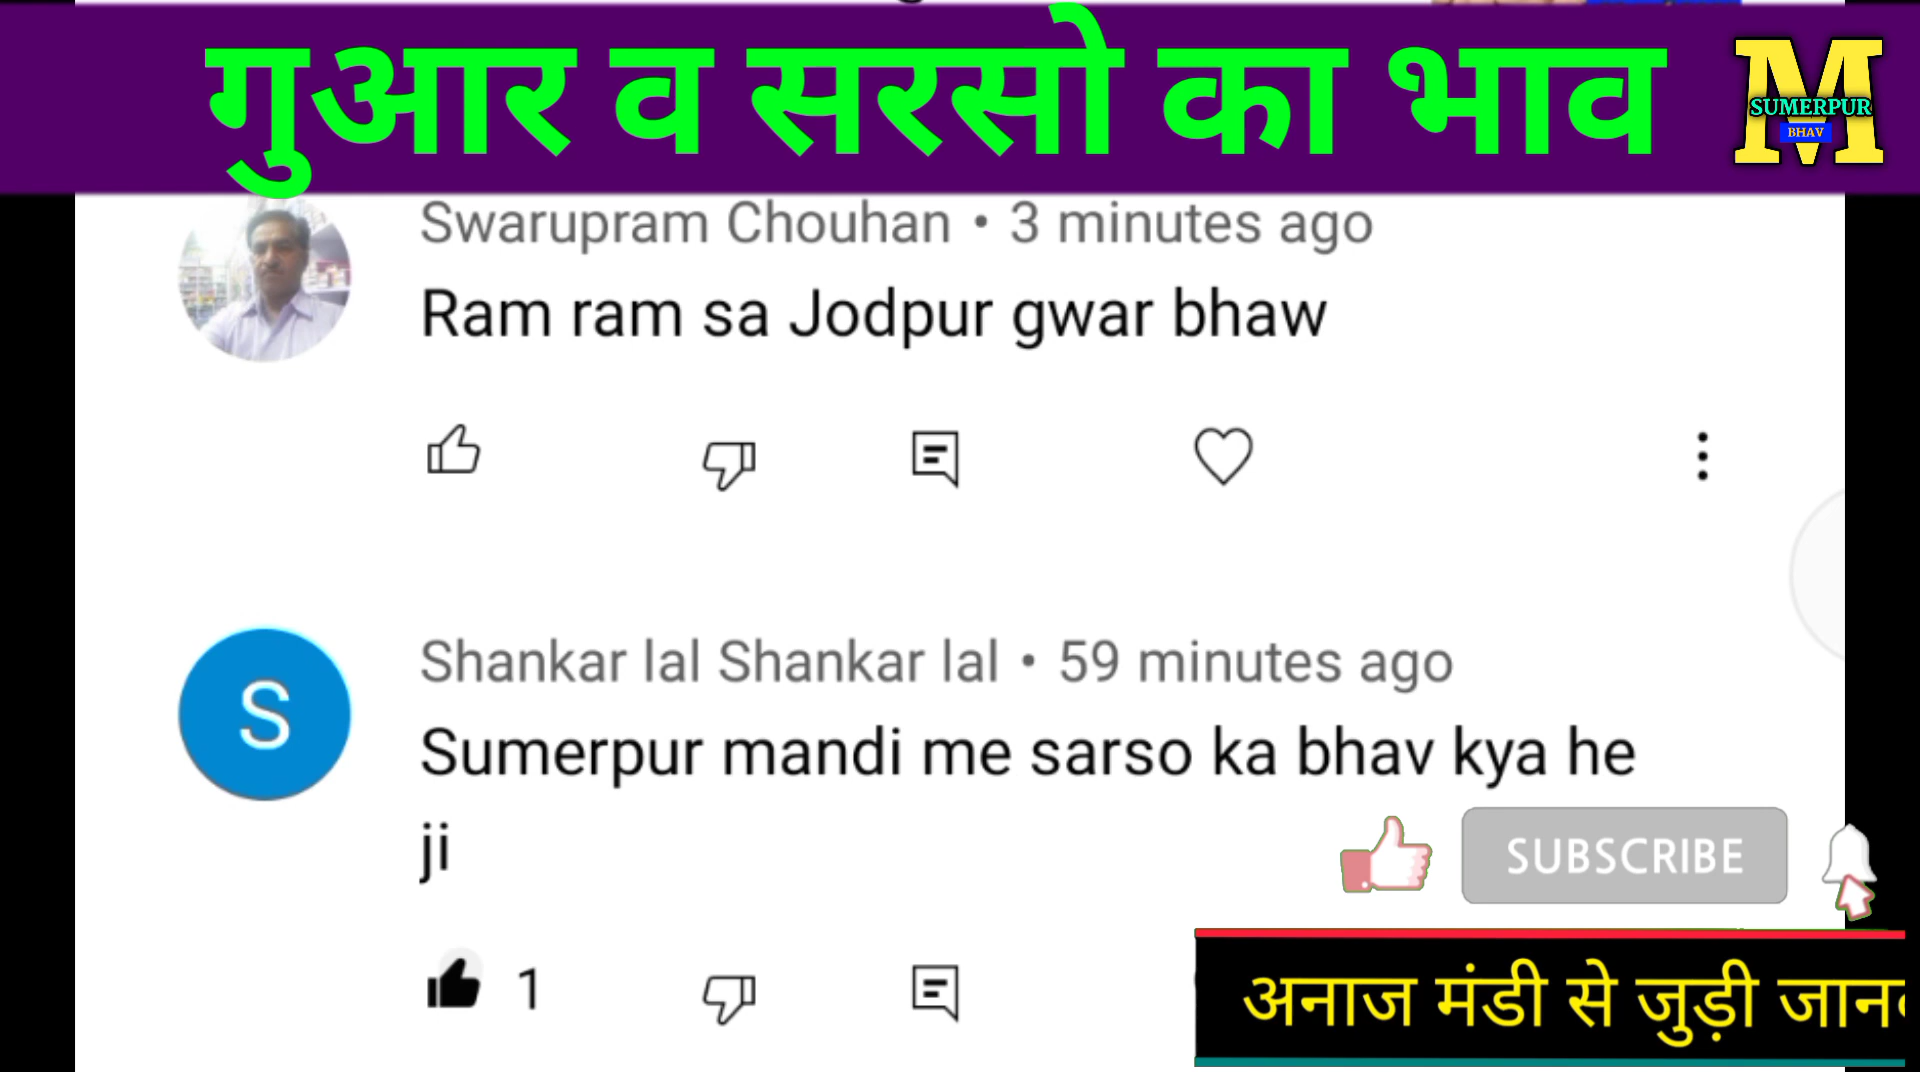 गुआर व सरसो का भाव
M
SUMERPUR
BHAV
Swarupram Chouhan • 3 minutes ago
Ram ram sa Jodpur gwar bhaw
S
Shankar lal Shankar lal • 59 minutes ago
Sumerpur mandi me sarso ka bhav kya he
ji
SUBSCRIBE
1
अनाज मंडी से जुड़ी